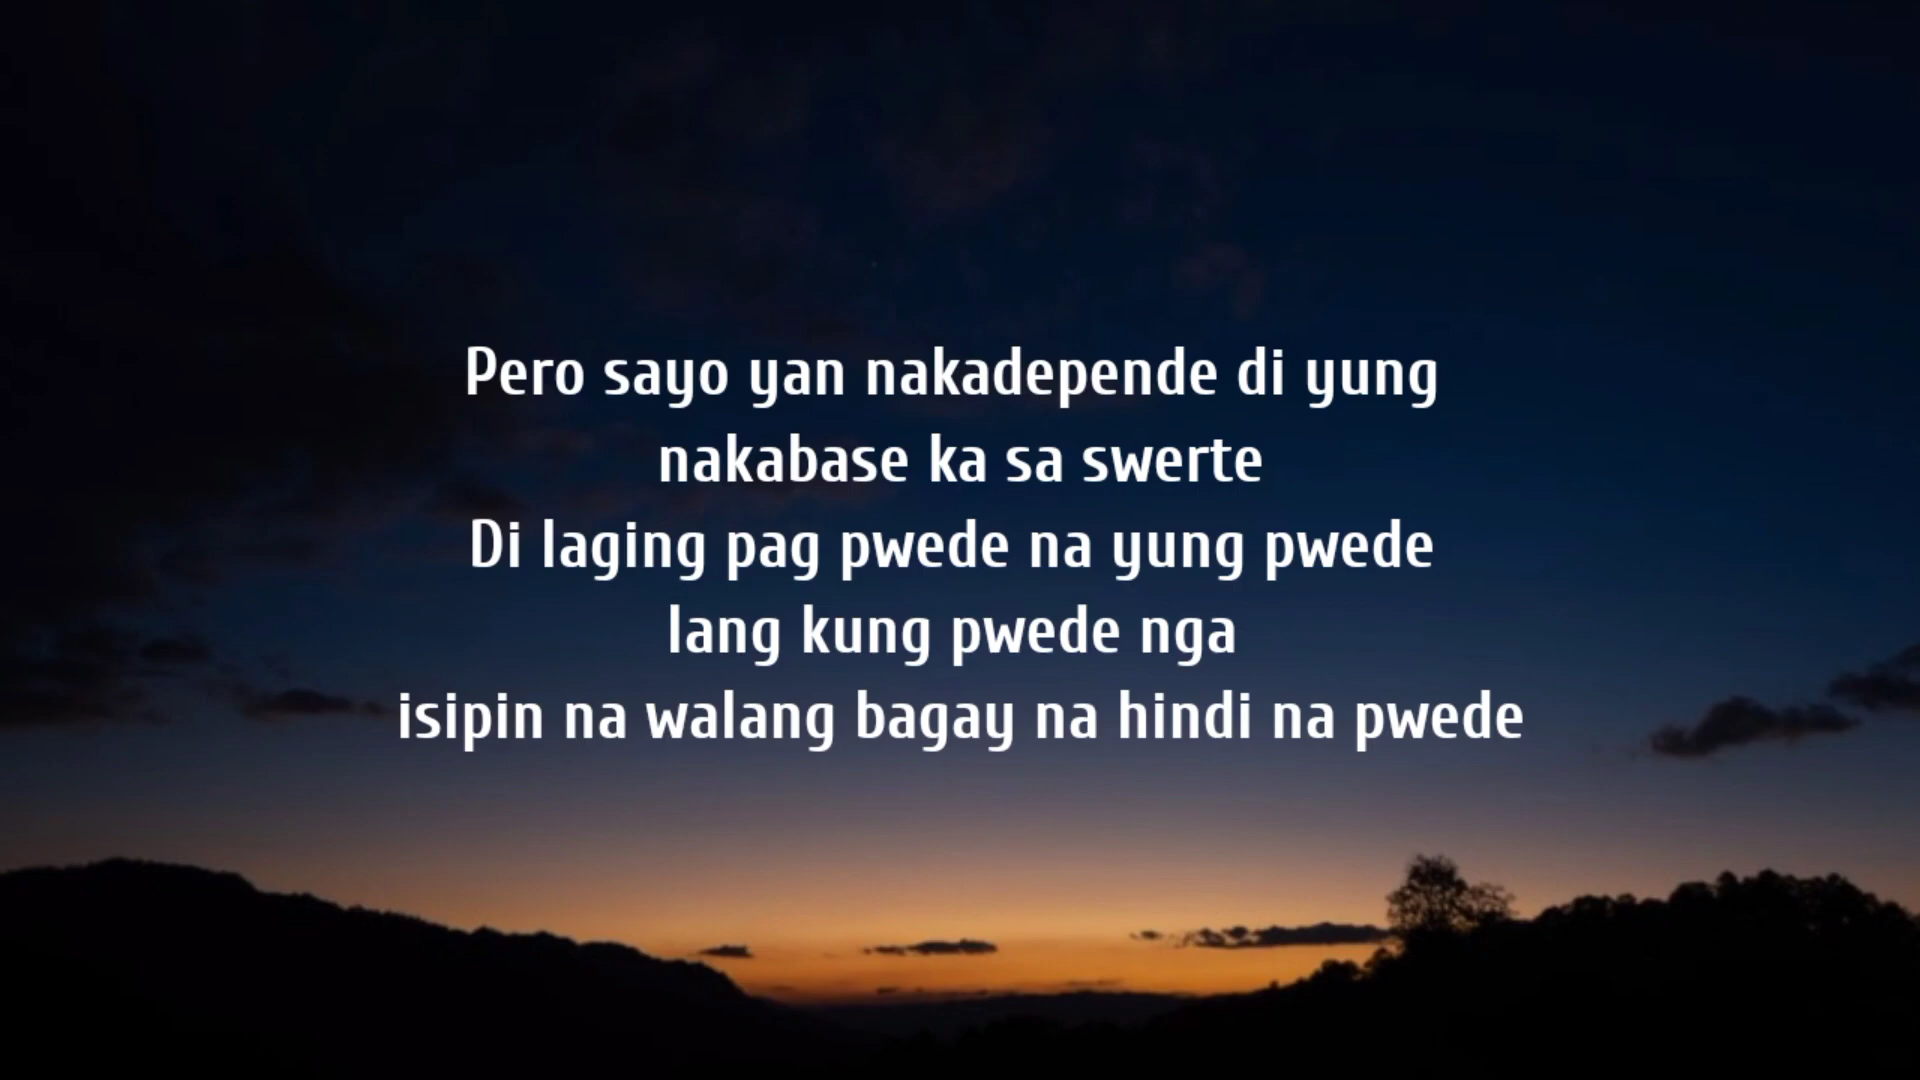 Pero sayo yan nakadepende di yung
nakabase ka sa swerte
Di laging pag pwede na yung pwede
lang kung pwede nga
isipin na walang bagay na hindi na pwede